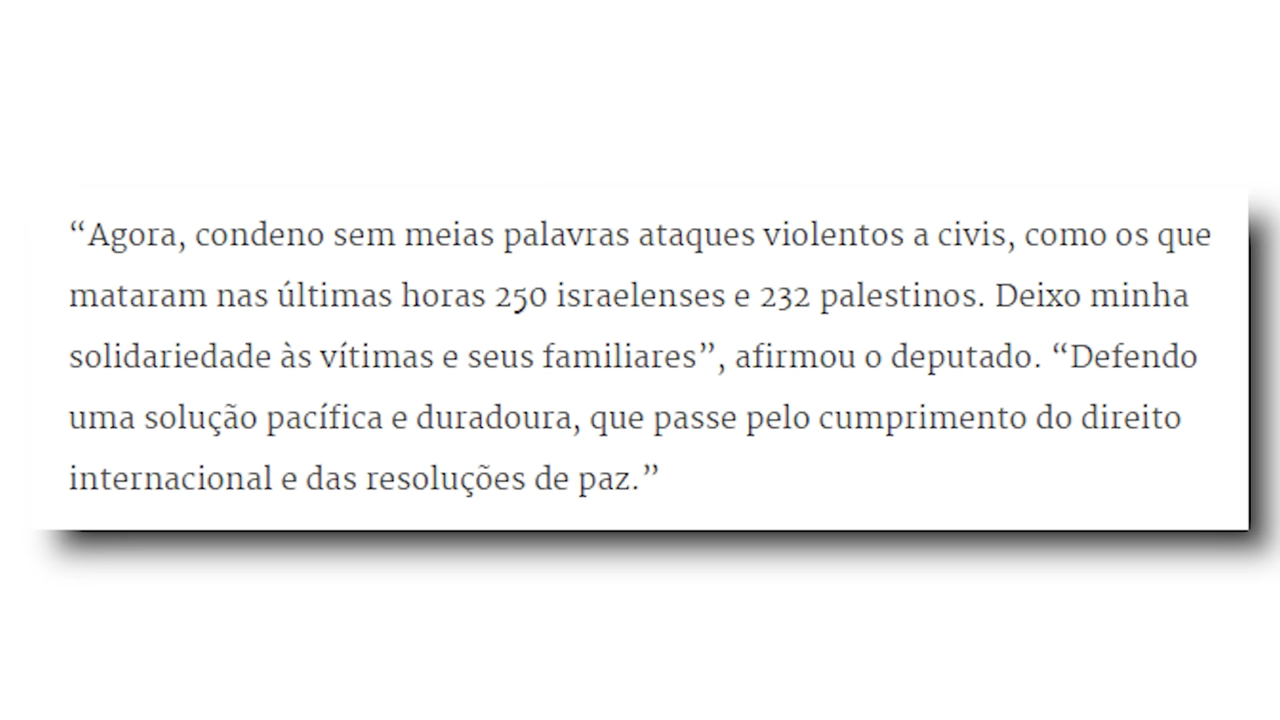 “Agora, condeno sem meias palavras ataques violentos a civis, como os que
mataram nas últimas horas 250 israelenses e 232 palestinos. Deixo minha
solidariedade às vítimas e seus familiares”, afirmou o deputado. “Defendo
uma solução pacífica e duradoura, que passe pelo cumprimento do direito
internacional e das resoluções de paz.”